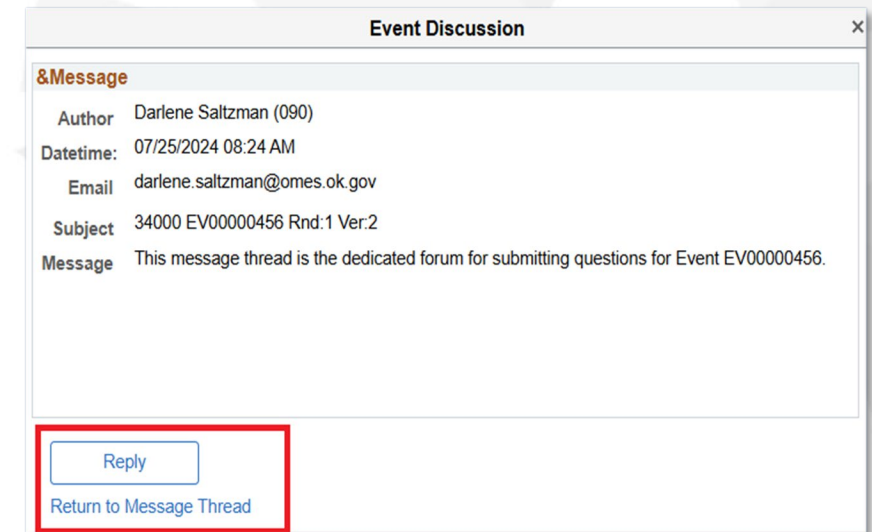 Event Discussion ×
&Message
Author Darlene Saltzman (090)
Datetime: 07/25/2024 08:24 AM
Email darlene.saltzman@omes.ok.gov
Subject 34000 EV00000456 Rnd:1 Ver:2
Message This message thread is the dedicated forum for submitting questions for Event EV00000456.
Reply
Return to Message Thread